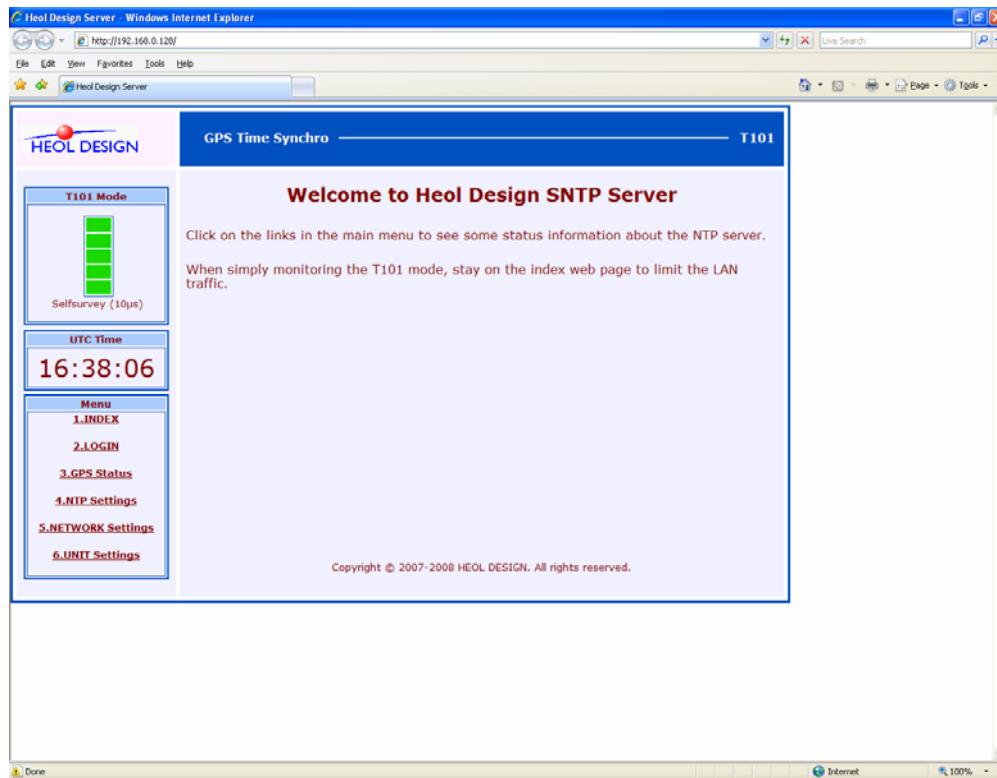 Heol Design Server - Windows Internet Explorer
http://192.168.0.128/
Live Search
File Edit View Favorites Tools Help
Heol Design Server
Page
Tools
HEOL DESIGN
GPS Time Synchro
T101
T101 Mode
Selfsurvey (10µs)
UTC Time
16:38:06
Menu
1.INDEX
2.LOGIN
3.GPS Status
4.NTP Settings
5.NETWORK Settings
6.UNIT Settings
Welcome to Heol Design SNTP Server
Click on the links in the main menu to see some status information about the NTP server.
When simply monitoring the T101 mode, stay on the index web page to limit the LAN
traffic.
Copyright © 2007-2008 HEOL DESIGN. All rights reserved.
Done
Internet
100%